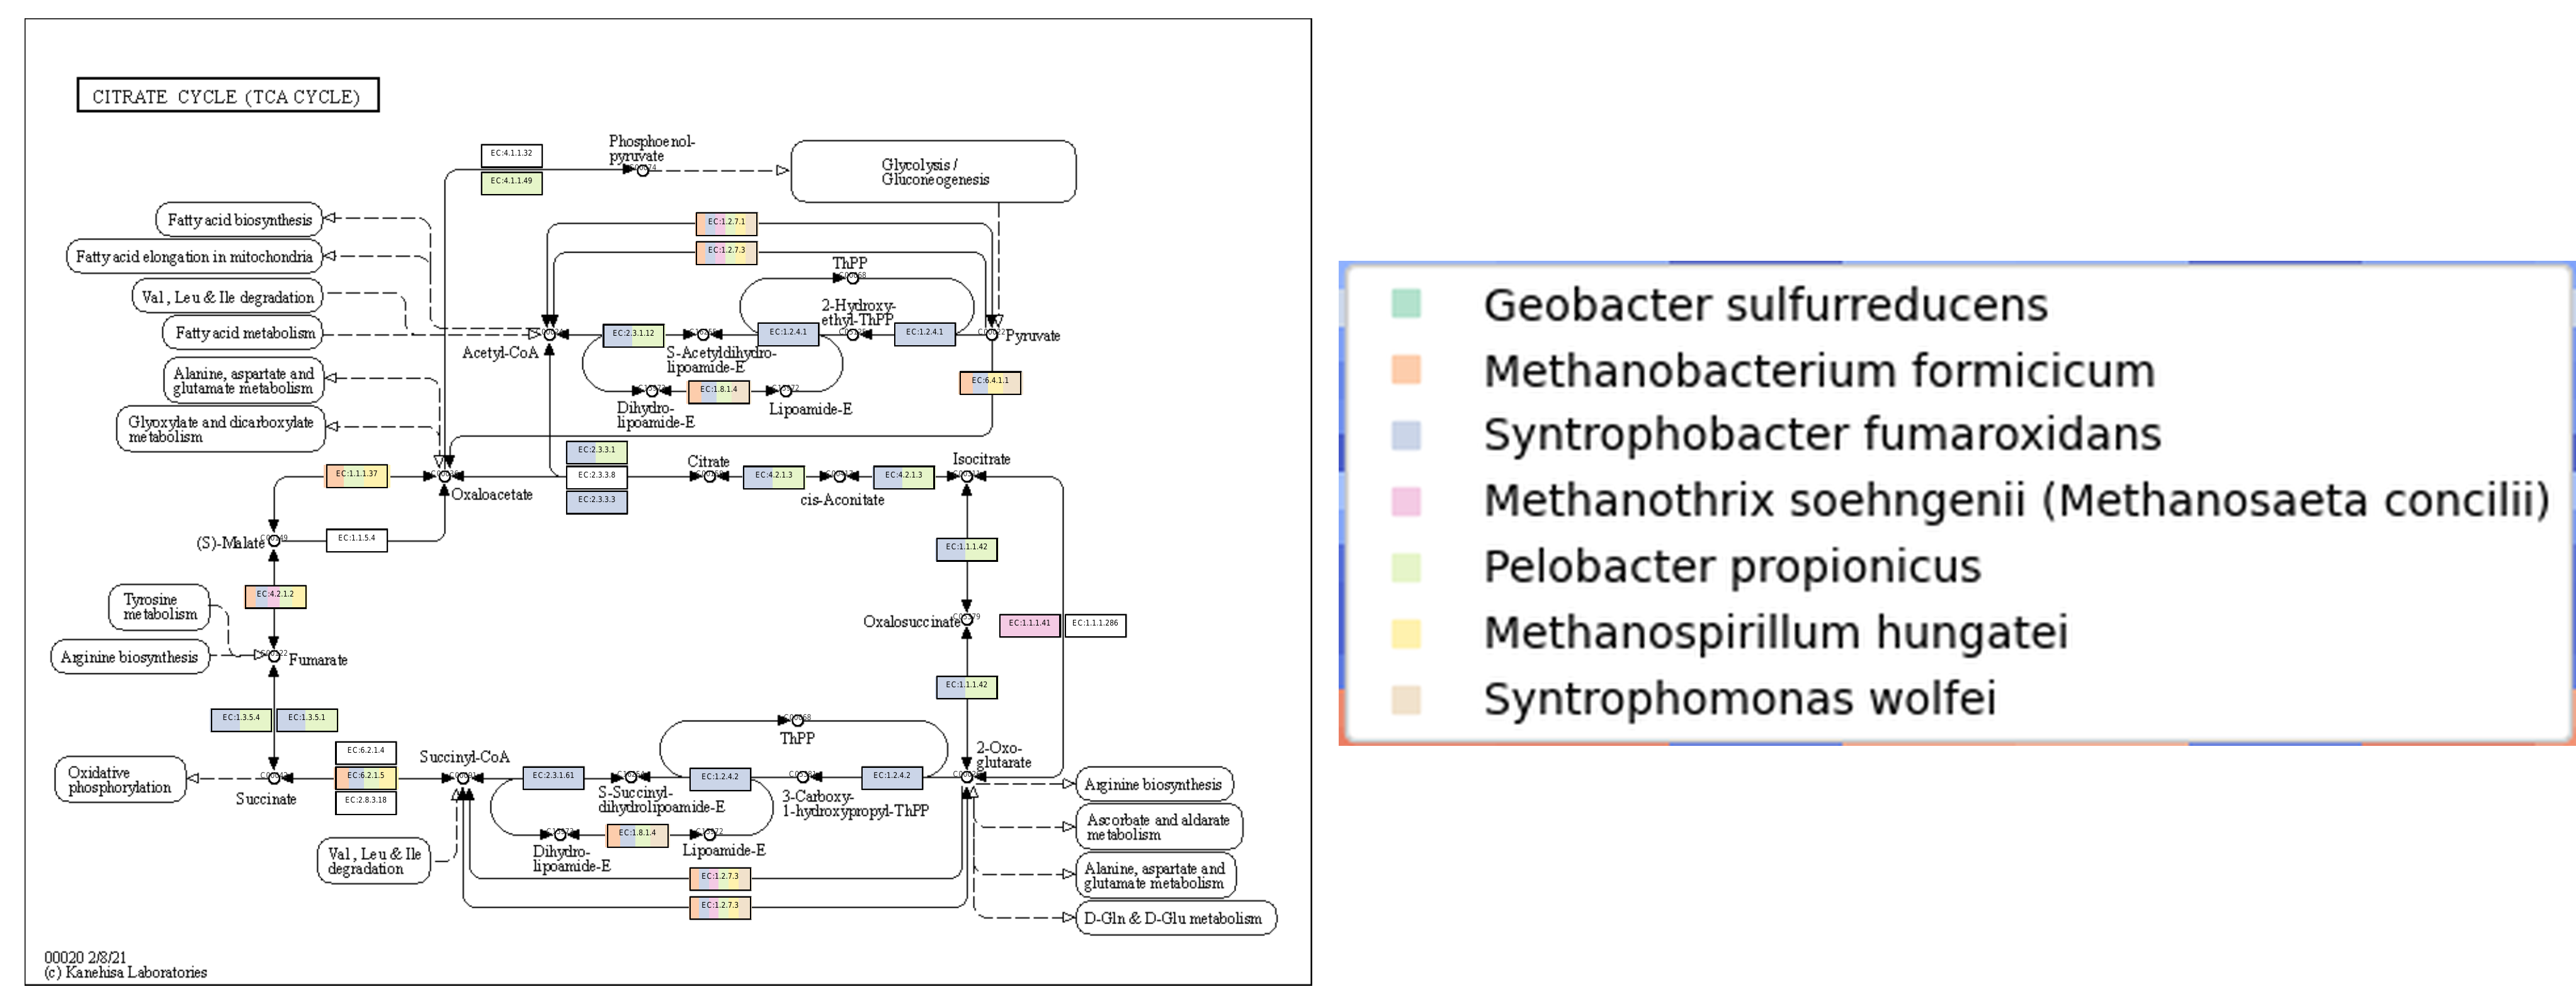 CITRATE CYCLE (TCA CYCLE)
Phosphoenol-
pyruvate
EC:4.1.1.32
EC:4.1.1.49
Glycolysis /
Gluconeogenesis
Fatty acid biosynthesis
Fatty acid elongation in mitochondria
Val, Leu & Ile degradation
Fatty acid metabolism
Alanine, aspartate and
glutamate metabolism
Glyoxylate and dicarboxylate
metabolism
EC:1.2.7.1
EC:1.2.7.3
ThPP
2-Hydroxy-
ethyl-ThPP
Acetyl-CoA
EC:2.3.1.12
EC:1.2.4.1
EC:1.2.4.1
Pyruvate
S-Acetyldihydro-
lipoamide-E
EC:1.8.1.4
EC:6.4.1.1
Dihydro-
lipoamide-E
Lipoamide-E
EC:2.3.3.1
EC:2.3.3.8
EC:2.3.3.3
Citrate
EC:4.2.1.3
EC:4.2.1.3
Isocitrate
cis-Aconitate
EC:1.1.1.37
Oxaloacetate
(S)-Malate
EC:1.1.5.4
EC:1.1.1.42
EC:4.2.1.2
Tyrosine
metabolism
Oxalosuccinate
EC:1.1.1.41
EC:1.1.1.286
Arginine biosynthesis
Fumarate
EC:1.1.1.42
EC:1.3.5.4
EC:1.3.5.1
ThPP
EC:6.2.1.4
EC:6.2.1.5
EC:2.8.3.18
Succinyl-CoA
2-Oxo-
glutarate
Oxidative
phosphorylation
Succinate
EC:2.3.1.61
EC:1.2.4.2
EC:1.2.4.2
S-Succinyl-
dihydrolipoamide-E
3-Carboxy-
1-hydroxypropyl-ThPP
Arginine biosynthesis
Ascorbate and aldarate
metabolism
Val, Leu & Ile
degradation
EC:1.8.1.4
Dihydro-
lipoamide-E
Lipoamide-E
Alanine, aspartate and
glutamate metabolism
EC:1.2.7.3
EC:1.2.7.3
D-Gln & D-Glu metabolism
00020 2/8/21
(c) Kanehisa Laboratories
Geobacter sulfurreducens
Methanobacterium formicicum
Syntrophobacter fumaroxidans
Methanothrix soehngenii (Methanosaeta concilii)
Pelobacter propionicus
Methanospirillum hungatei
Syntrophomonas wolfei